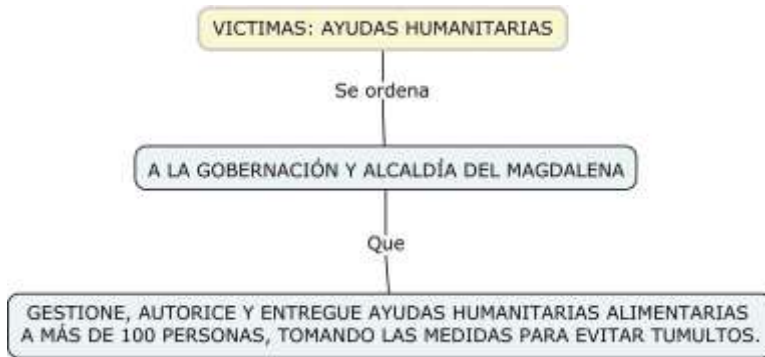 VICTIMAS: AYUDAS HUMANITARIAS
Se ordena
A LA GOBERNACIÓN Y ALCALDÍA DEL MAGDALENA
Que
GESTIONE, AUTORICE Y ENTREGUE AYUDAS HUMANITARIAS ALIMENTARIAS
A MÁS DE 100 PERSONAS, TOMANDO LAS MEDIDAS PARA EVITAR TUMULTOS.